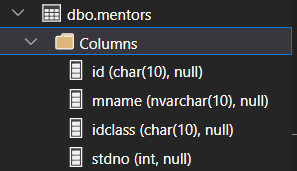 dbo.mentors
Columns
id (char(10), null)
mname (nvarchar(10), null)
idclass (char(10), null)
stdno (int, null)